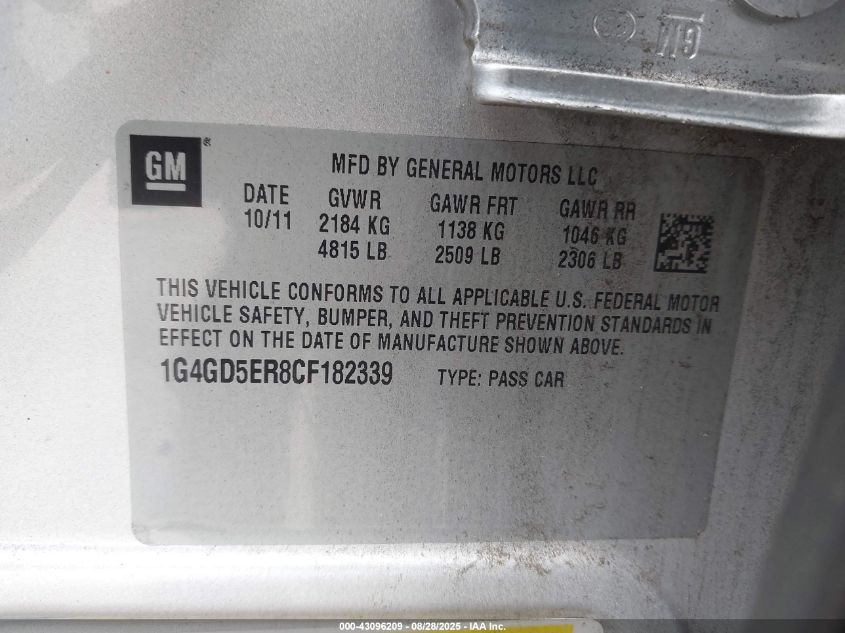 GM
GM ®
MFD BY GENERAL MOTORS LLC
DATE GVWR GAWR FRT GAWR RR
10/11 2184 KG 1138 KG 1046 KG
4815 LB 2509 LB 2306 LB
THIS VEHICLE CONFORMS TO ALL APPLICABLE U.S. FEDERAL MOTOR
VEHICLE SAFETY, BUMPER, AND THEFT PREVENTION STANDARDS IN
EFFECT ON THE DATE OF MANUFACTURE SHOWN ABOVE.
1G4GD5ER8CF182339 TYPE: PASS CAR
000-43096209 - 08/28/2025 - IAA Inc.